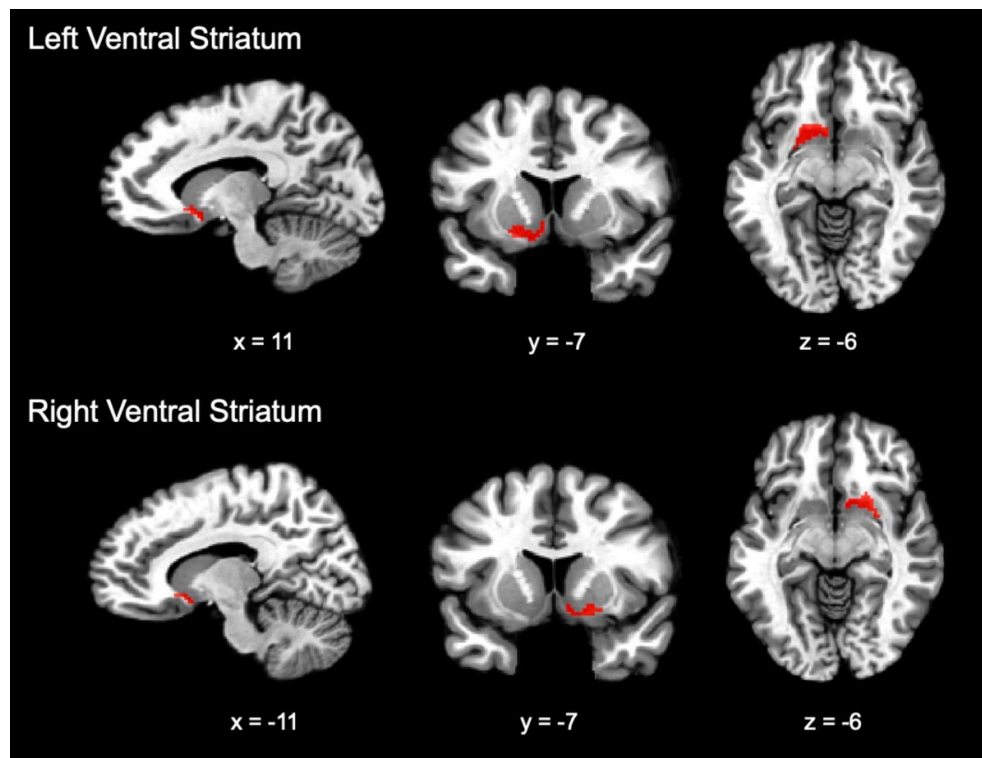 Left Ventral Striatum
x = 11
y = -7
z = -6
Right Ventral Striatum
x = -11
y = -7
z = -6